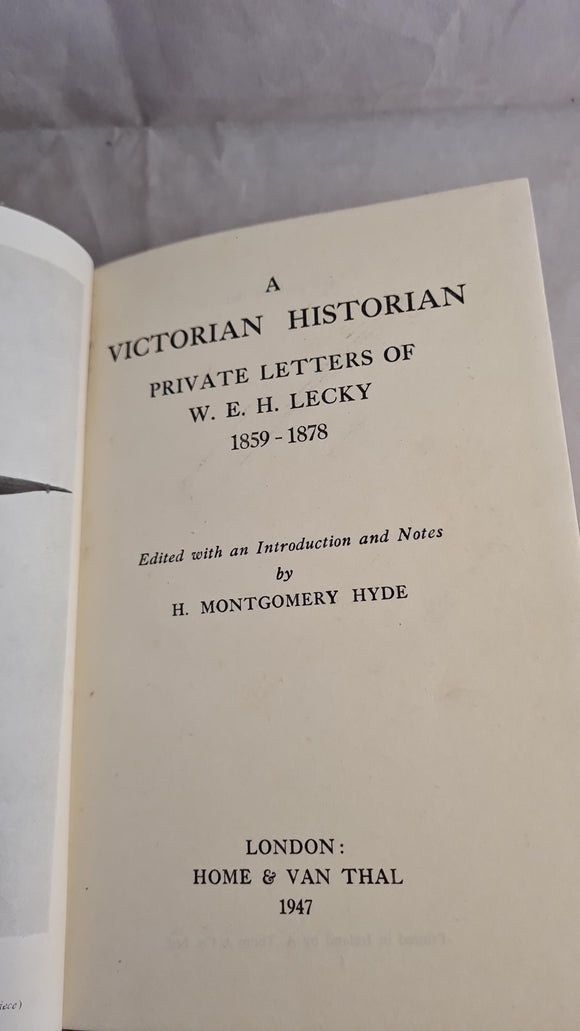 A
VICTORIAN HISTORIAN
PRIVATE LETTERS OF
W. E. H. LECKY
1859 - 1878
Edited with an Introduction and Notes
by
H. MONTGOMERY HYDE
LONDON:
HOME & VAN THAL
1947
iece)